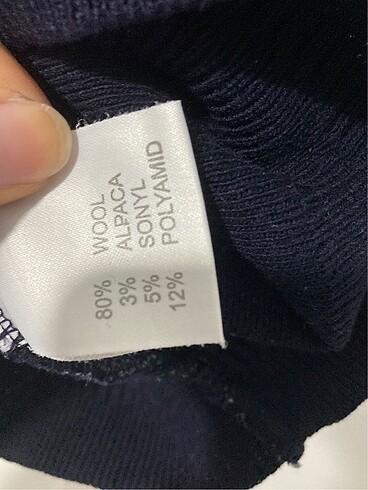 80% WOOL
3% ALPACA
5% SONYL
12% POLYAMID